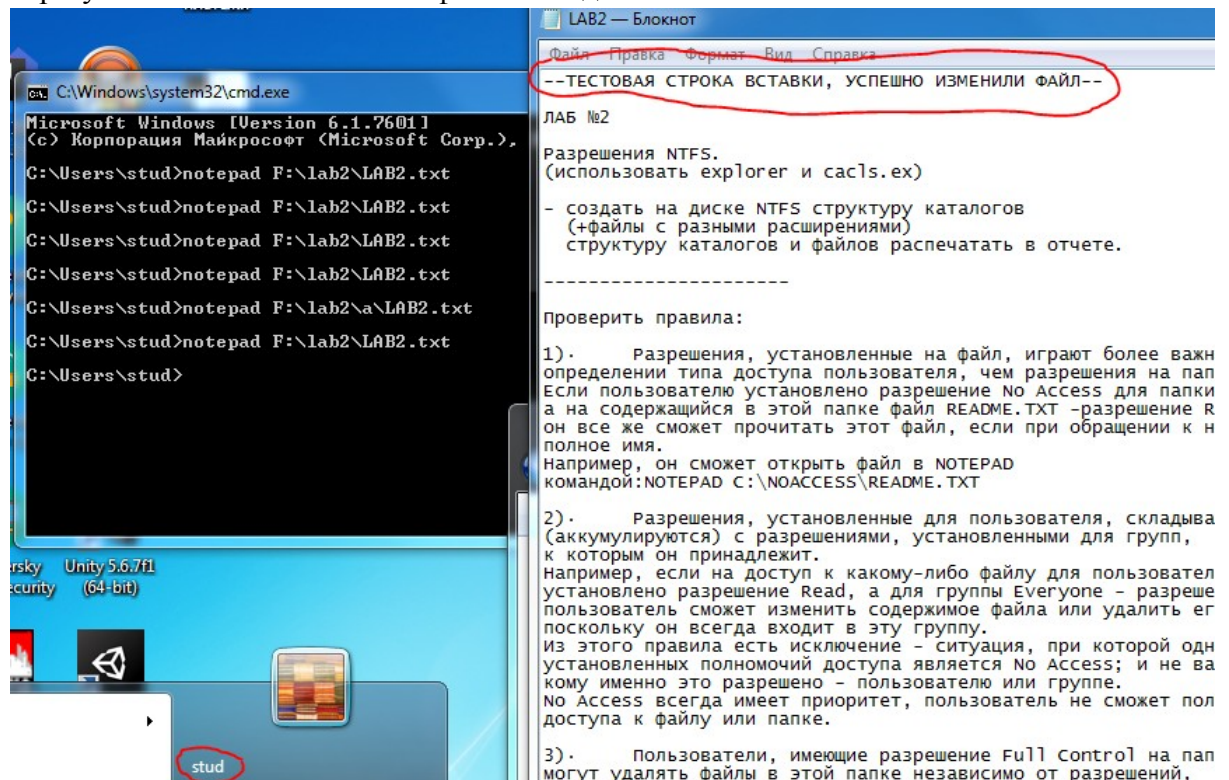 LAB2 — Блокнот
Файл Правка Формат Вид Справка
--ТЕСТОВАЯ СТРОКА ВСТАВКИ, УСПЕШНО ИЗМЕНИЛИ ФАЙЛ--
C:\Windows\system32\cmd.exe
Microsoft Windows [Version 6.1.7601]
(c) Корпорация Майкрософт (Microsoft Corp.),
C:\Users\stud>notepad F:\lab2\LAB2.txt
C:\Users\stud>notepad F:\lab2\LAB2.txt
C:\Users\stud>notepad F:\lab2\LAB2.txt
C:\Users\stud>notepad F:\lab2\LAB2.txt
C:\Users\stud>notepad F:\lab2\a\LAB2.txt
C:\Users\stud>notepad F:\lab2\LAB2.txt
C:\Users\stud>
ЛАБ №2
Разрешения NTFS.
(использовать explorer и cacls.ex)
- создать на диске NTFS структуру каталогов
(+файлы с разными расширениями)
структуру каталогов и файлов распечатать в отчете.
----------------------
Проверить правила:
1)· Разрешения, установленные на файл, играют более важн
определении типа доступа пользователя, чем разрешения на пап
Если пользователю установлено разрешение No Access для папки
а на содержащийся в этой папке файл README.TXT -разрешение R
он все же сможет прочитать этот файл, если при обращении к н
полное имя.
Например, он сможет открыть файл в NOTEPAD
командой:NOTEPAD C:\NOACCESS\README.TXT
2)· Разрешения, установленные для пользователя, складыва
(аккумулируются) с разрешениями, установленными для групп,
к которым он принадлежит.
Например, если на доступ к какому-либо файлу для пользовател
установлено разрешение Read, а для группы Everyone - разреше
пользователь сможет изменить содержимое файла или удалить ег
поскольку он всегда входит в эту группу.
Из этого правила есть исключение - ситуация, при которой одн
установленных полномочий доступа является No Access; и не ва
кому именно это разрешено - пользователю или группе.
No Access всегда имеет приоритет, пользователь не сможет пол
доступа к файлу или папке.
3)· Пользователи, имеющие разрешение Full Control на пап
могут удалять файлы в этой папке независимо от разрешений,
rsky
curity
Unity 5.6.7f1
(64-bit)
stud